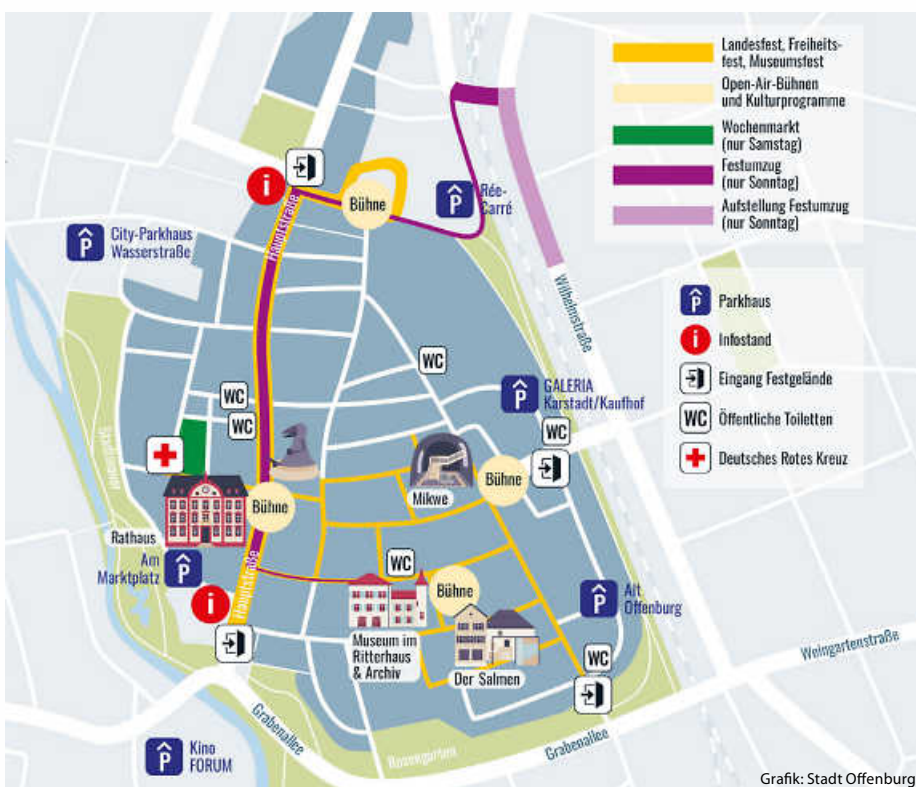 Landesfest, Freiheits-
fest, Museumsfest
Open-Air-Bühnen
und Kulturprogramme
Wochenmarkt
(nur Samstag)
Festumzug
(nur Sonntag)
Aufstellung Festumzug
(nur Sonntag)
P
Parkhaus
i
Infostand
Eingang Festgelände
WC
Öffentliche Toiletten
Deutsches Rotes Kreuz
i
Hauptstraße
Bühne
P
Rée-
Carré
P
City-Parkhaus
Wasserstraße
Wilhelmstraße
WC
WC
WC
P
GALERIA
Karstadt/Kaufhof
WC
Bühne
Mikwe
Bühne
Rathaus
Am
Marktplatz
P
i
Hauptstraße
WC
Bühne
Museum im
Ritterhaus
& Archiv
Der Salmen
P
Alt
Offenburg
WC
Weingartenstraße
Grabenallee
Rosengarten
Grabenallee
P
Kino
FORUM
Grafik: Stadt Offenburg